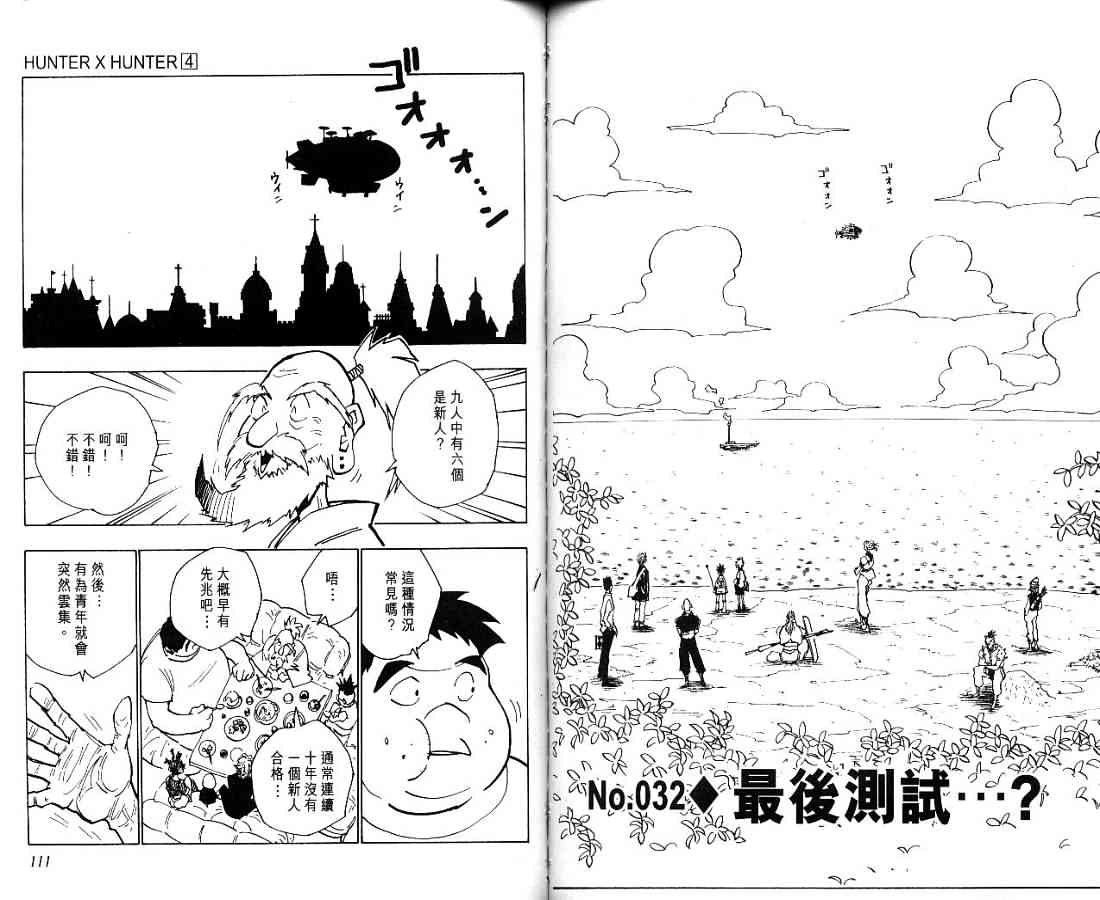 No.032◆最後測試…?
ゴォォン
ゴォォン
HUNTER X HUNTER 4
ゴオオオオ…ン
ウィン
ウィン
九人中有六個
是新人?
呵!
呵!
不錯!
不錯!
這種情況
常見嗎?
唔…
大概早有
先兆吧…
通常連續
十年沒有
一個新人
合格…
然後…
有為青年就會
突然雲集。
111